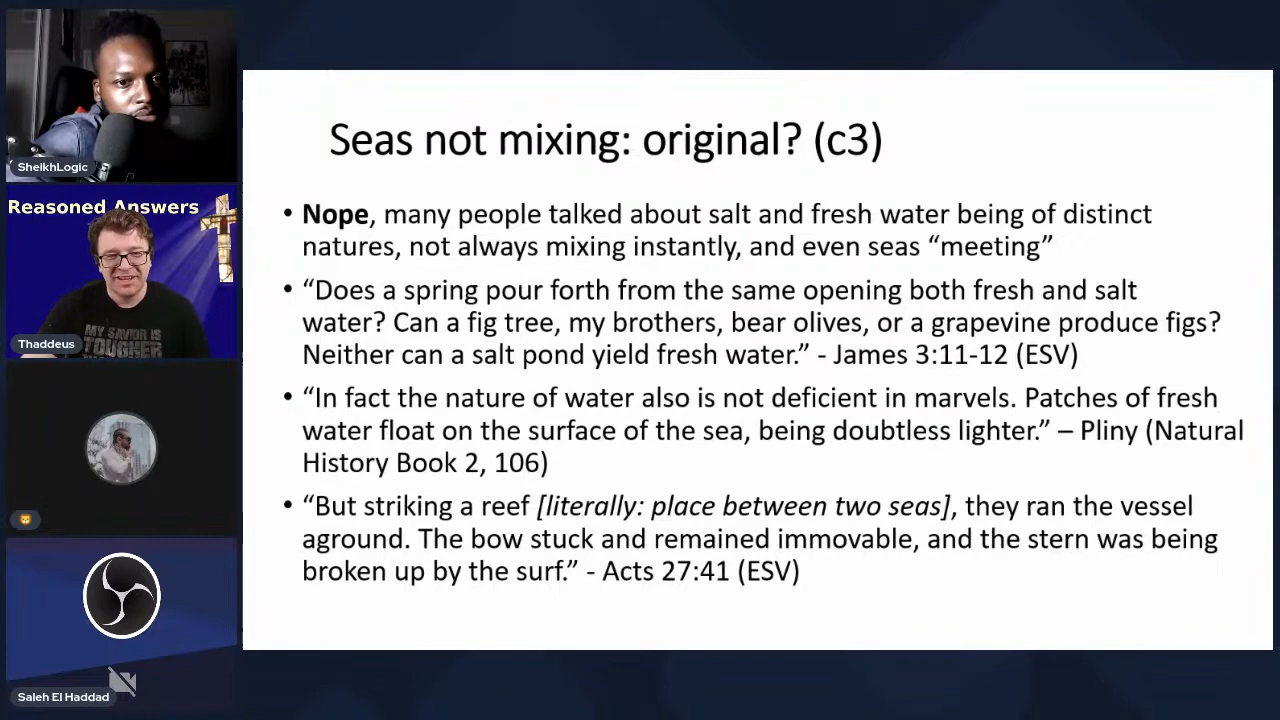 SheikhLogic
Reasoned Answers
MY SAVIOR IS
TOUGHER
Thaddeus
Saleh El Haddad
Seas not mixing: original? (c3)
• Nope, many people talked about salt and fresh water being of distinct
natures, not always mixing instantly, and even seas “meeting”
• “Does a spring pour forth from the same opening both fresh and salt
water? Can a fig tree, my brothers, bear olives, or a grapevine produce figs?
Neither can a salt pond yield fresh water.” - James 3:11-12 (ESV)
• “In fact the nature of water also is not deficient in marvels. Patches of fresh
water float on the surface of the sea, being doubtless lighter.” – Pliny (Natural
History Book 2, 106)
• “But striking a reef [literally: place between two seas], they ran the vessel
aground. The bow stuck and remained immovable, and the stern was being
broken up by the surf.” - Acts 27:41 (ESV)